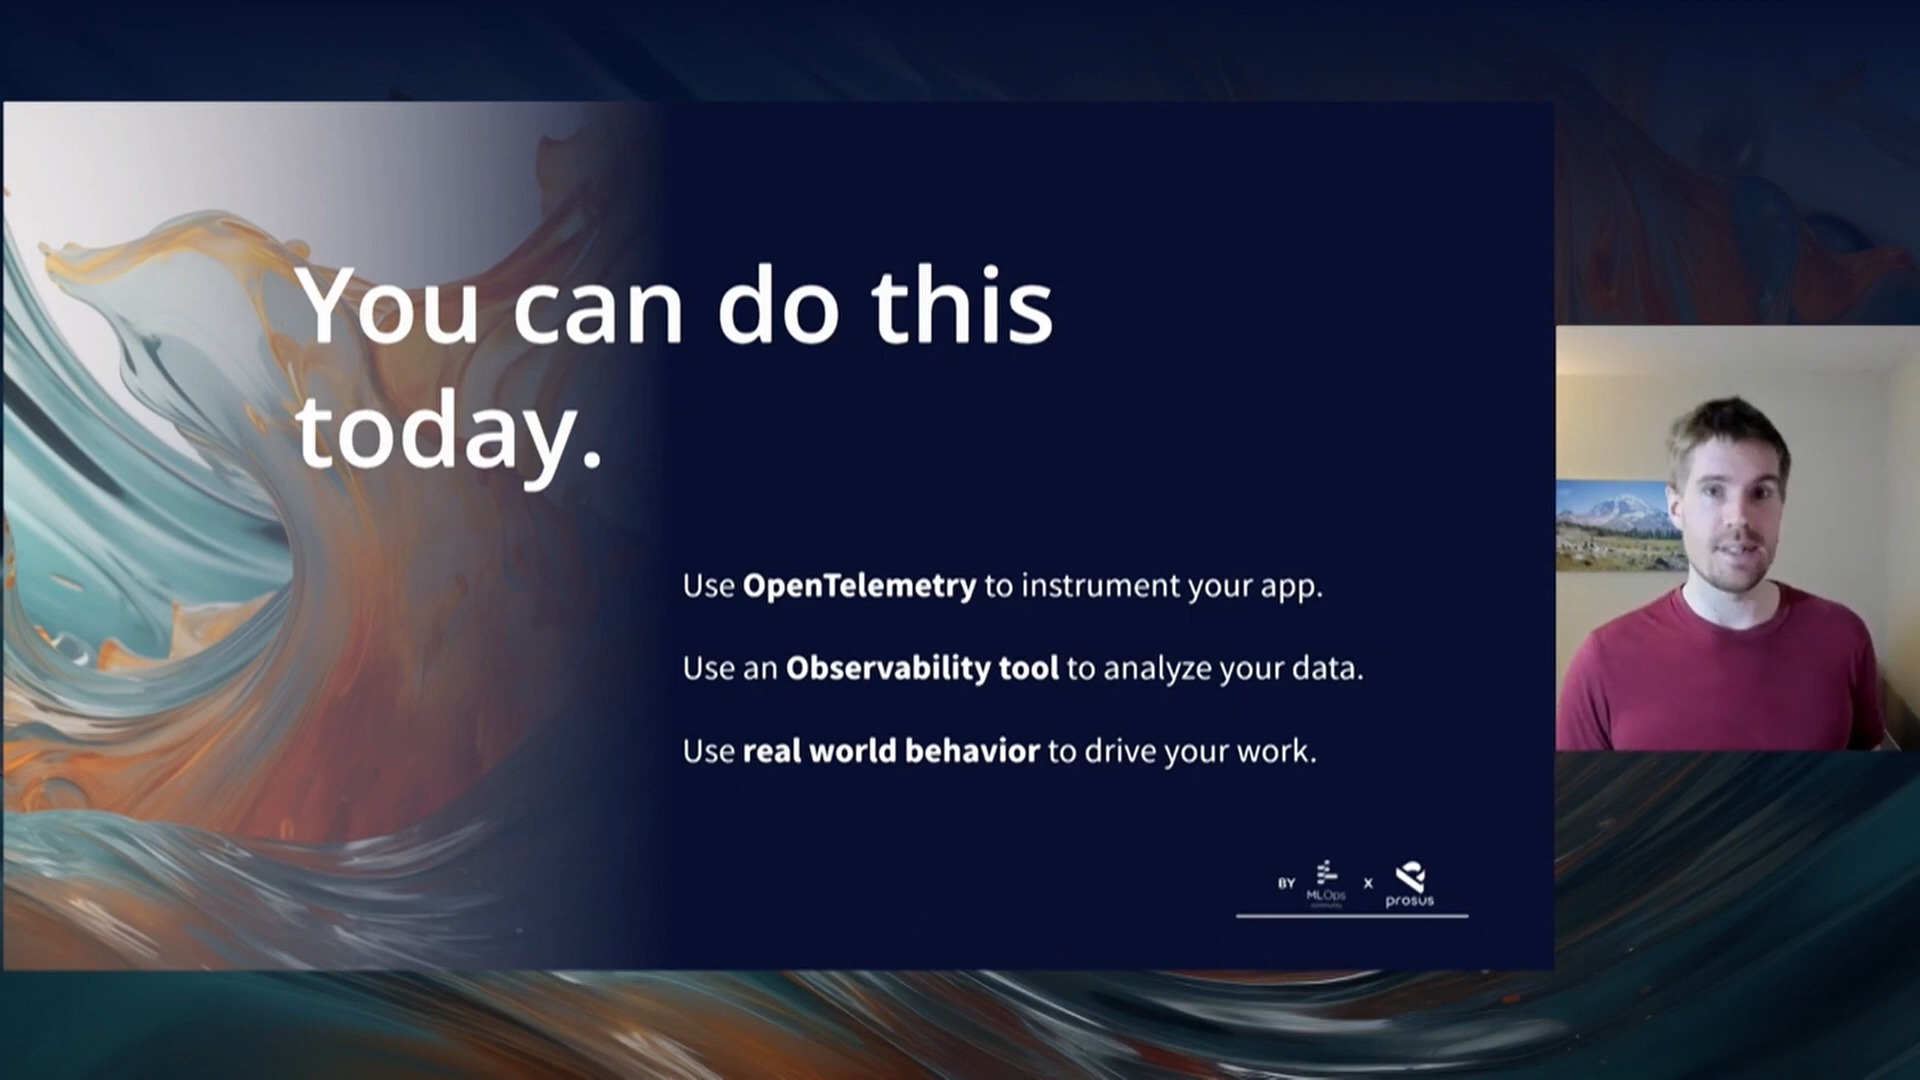 You can do this
today.
Use OpenTelemetry to instrument your app.
Use an Observability tool to analyze your data.
Use real world behavior to drive your work.
BY MLOps community X prosus